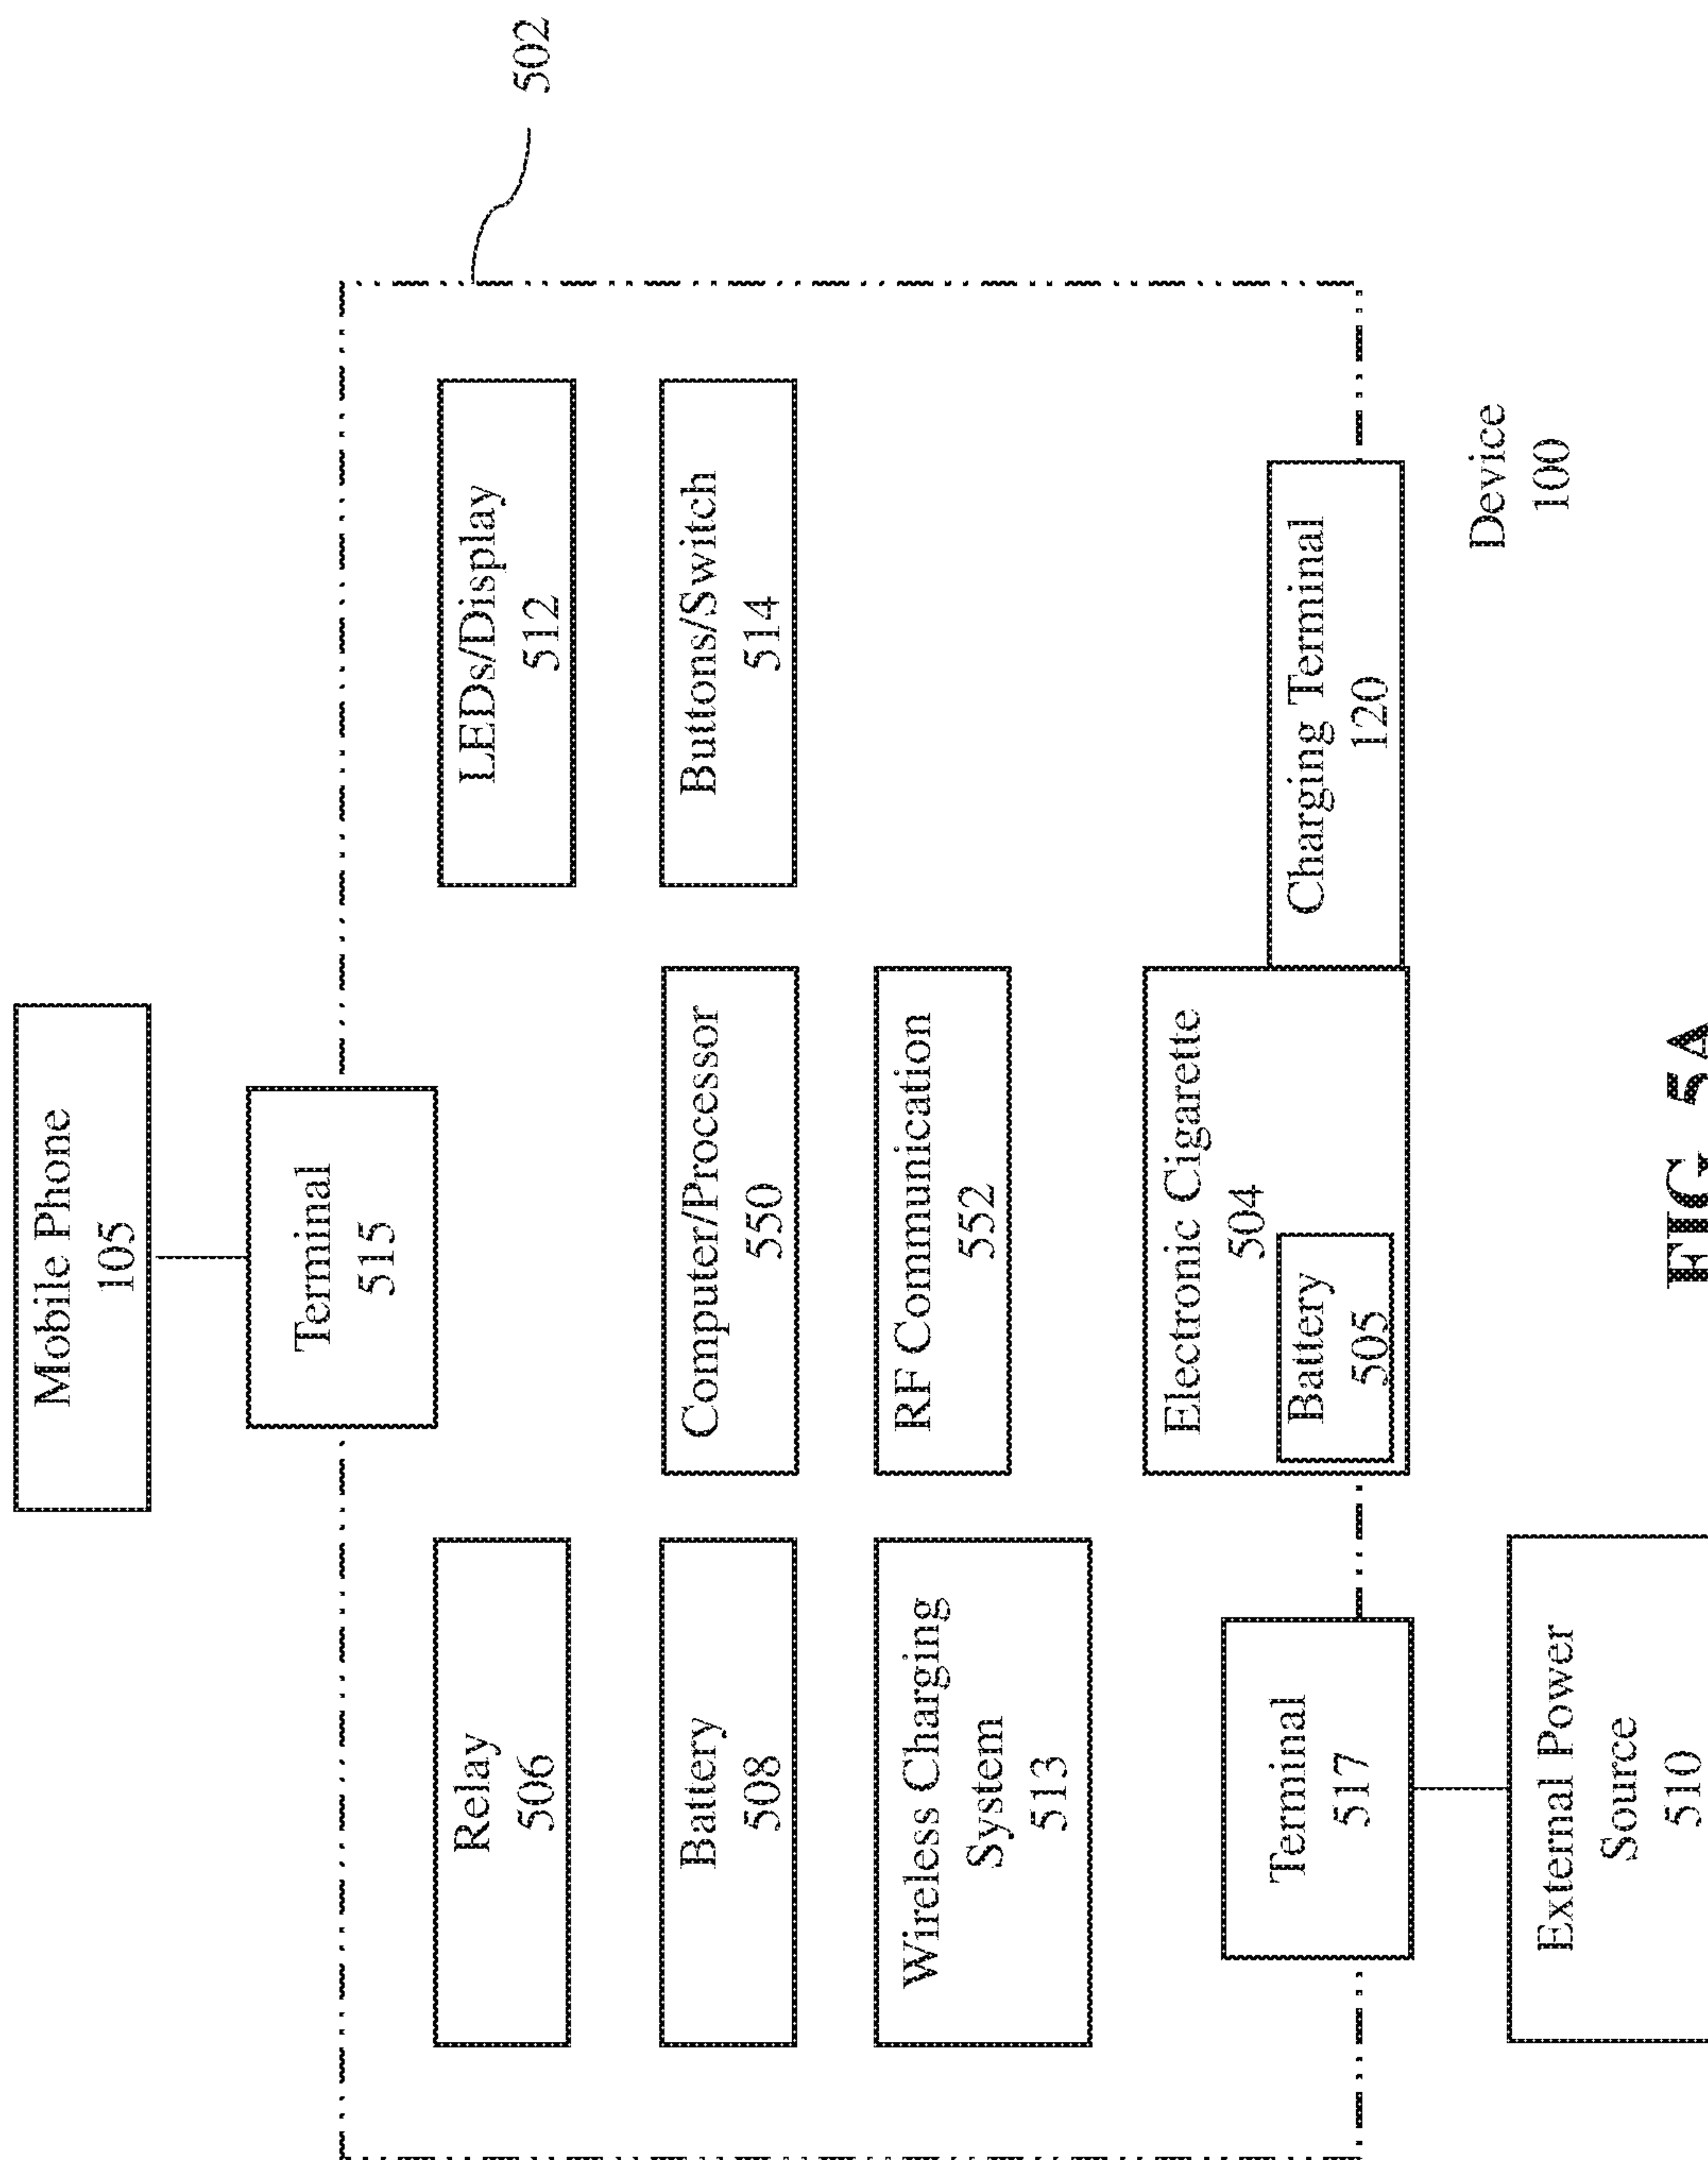 Mobile Phone
105
Terminal
515
502
Relay
506
LEDs/Display
512
Battery
508
Computer/Processor
550
Buttons/Switch
514
Wireless Charging
System
513
RF Communication
552
Electronic Cigarette
504
Battery
505
Charging Terminal
120
Terminal
517
Device
100
External Power
Source
510
FIG. 5A